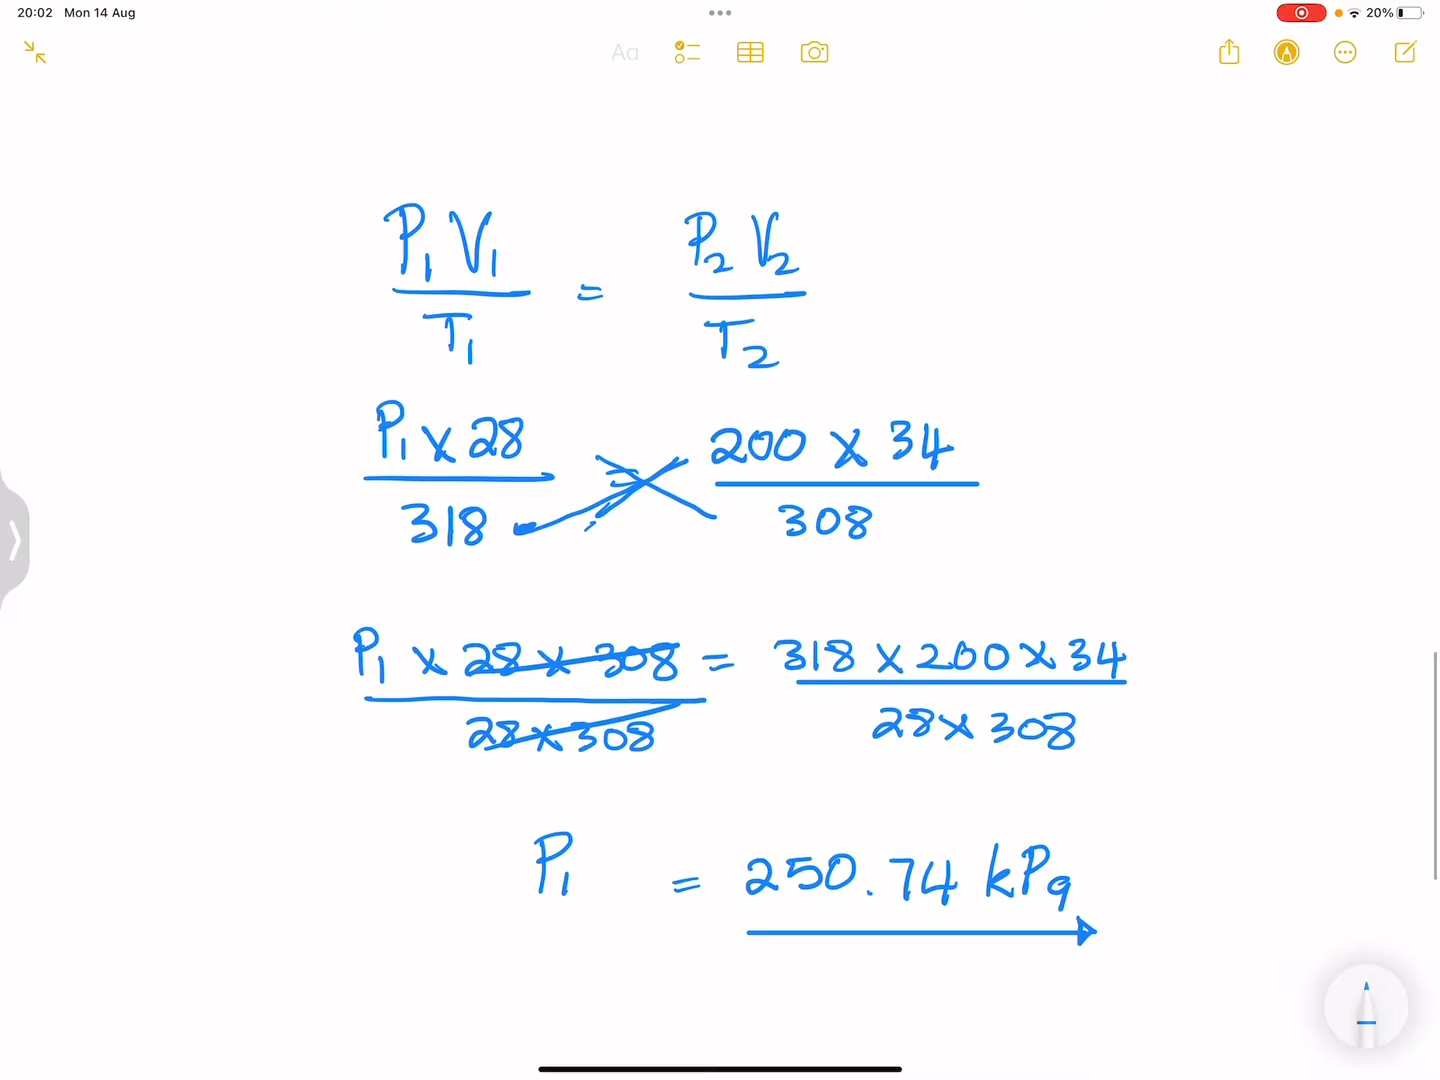 20:02 Mon 14 Aug
20%
Aa
P₁ V₁ = P₂ V₂
T₁ T₂
P₁ x 28 200 x 34
318 308
P₁ x 28 x 308 = 318 x 200 x 34
28 x 308 28 x 308
P₁ = 250.74 kPa